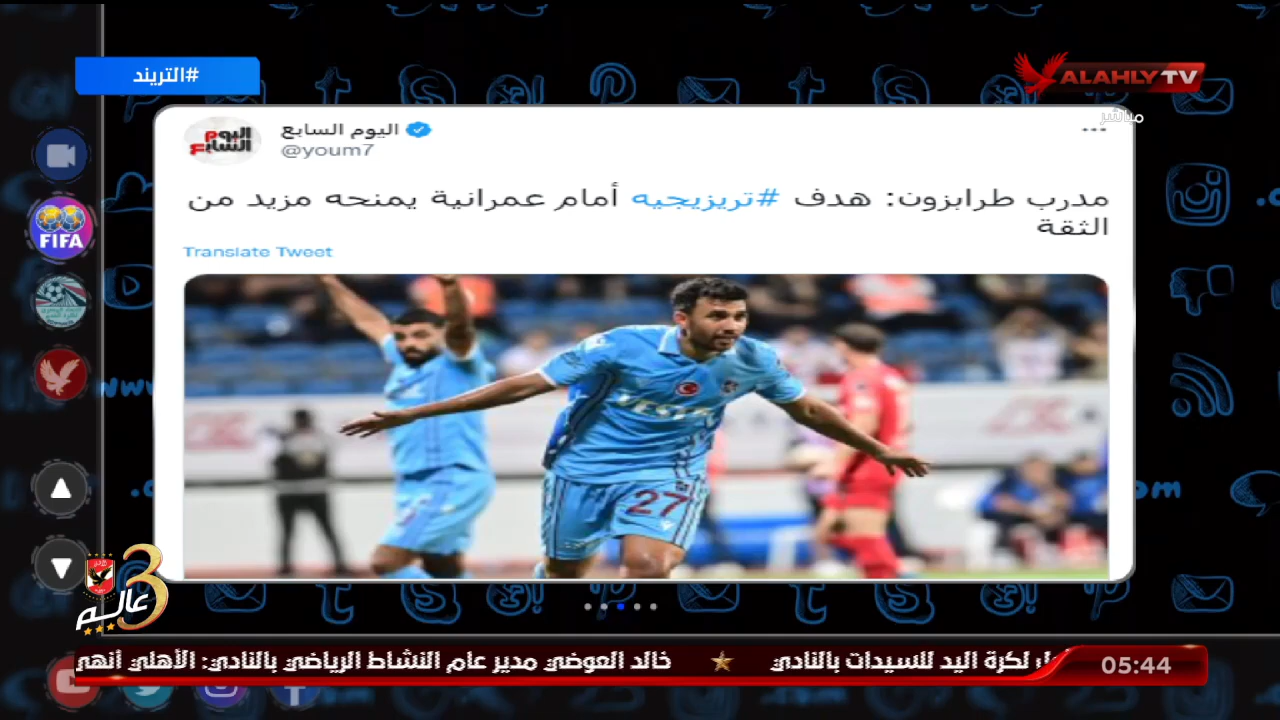 #التريند
ALAHLY TV
مباشر
اليوم السابع
@youm7
مدرب طرابزون: هدف #تريزيجيه أمام عمرانية يمنحه مزيد من
الثقة
Translate Tweet
FIFA
27
3
عالم
لكرة اليد للسيدات بالنادي ★ خالد العوضي مدير عام النشاط الرياضي بالنادي: الأهلي أنهى
05:44